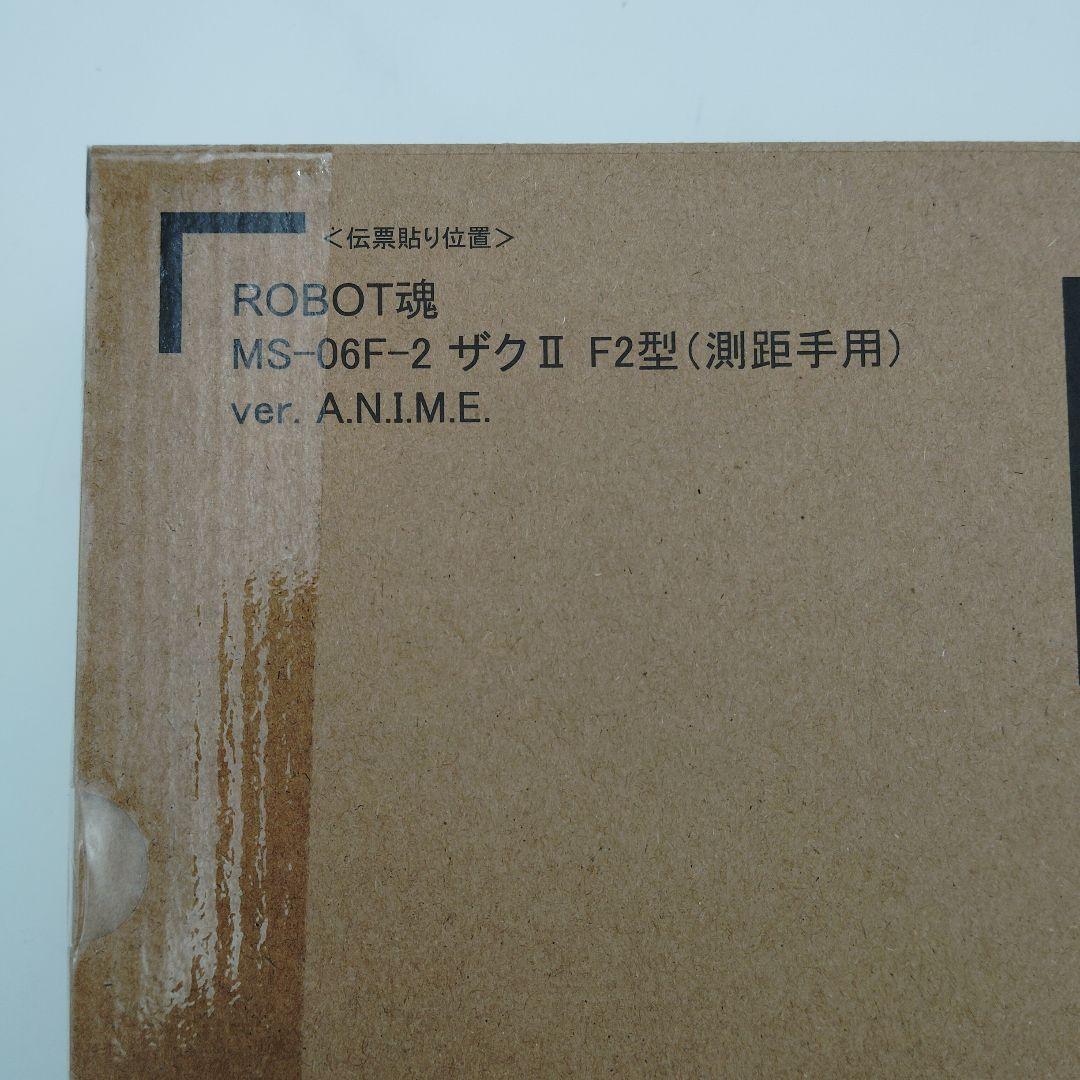 ＜伝票貼り位置＞
ROBOT魂
MS-06F-2 ザクⅡ F2型（測距手用）
ver. A.N.I.M.E.